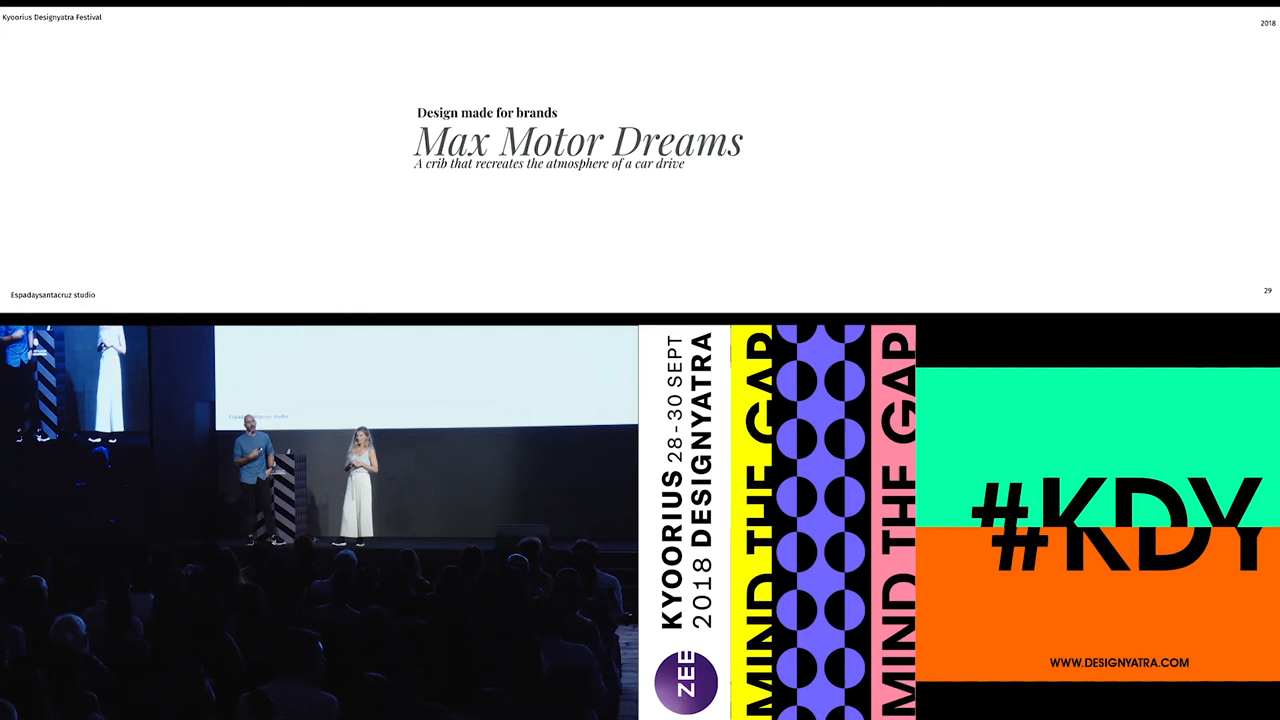 Kyoorius Designyatra Festival
2018
Design made for brands
Max Motor Dreams
A crib that recreates the atmosphere of a car drive
Espadaysantacruz studio
29
KYOORIUS 28-30 SEPT
2018 DESIGNYATRA
ZEE
MIND THE GAP
MIND THE GAP
#KDY
WWW.DESIGNYATRA.COM